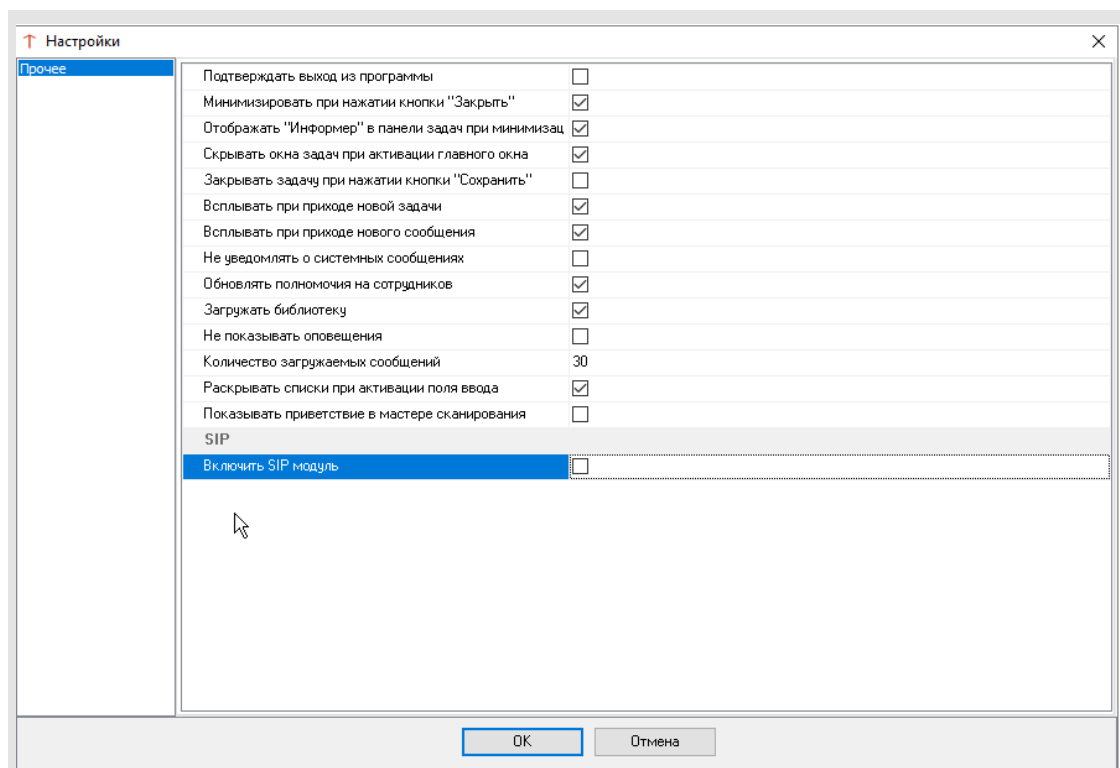 Настройки
Прочее
Подтверждать выход из программы
Минимизировать при нажатии кнопки "Закрыть"
Отображать "Информер" в панели задач при минимизац
Скрывать окна задач при активации главного окна
Закрывать задачу при нажатии кнопки "Сохранить"
Всплывать при приходе новой задачи
Всплывать при приходе нового сообщения
Не уведомлять о системных сообщениях
Обновлять полномочия на сотрудников
Загружать библиотеку
Не показывать оповещения
Количество загружаемых сообщений 30
Раскрывать списки при активации поля ввода
Показывать приветствие в мастере сканирования
SIP
Включить SIP модуль
OK Отмена